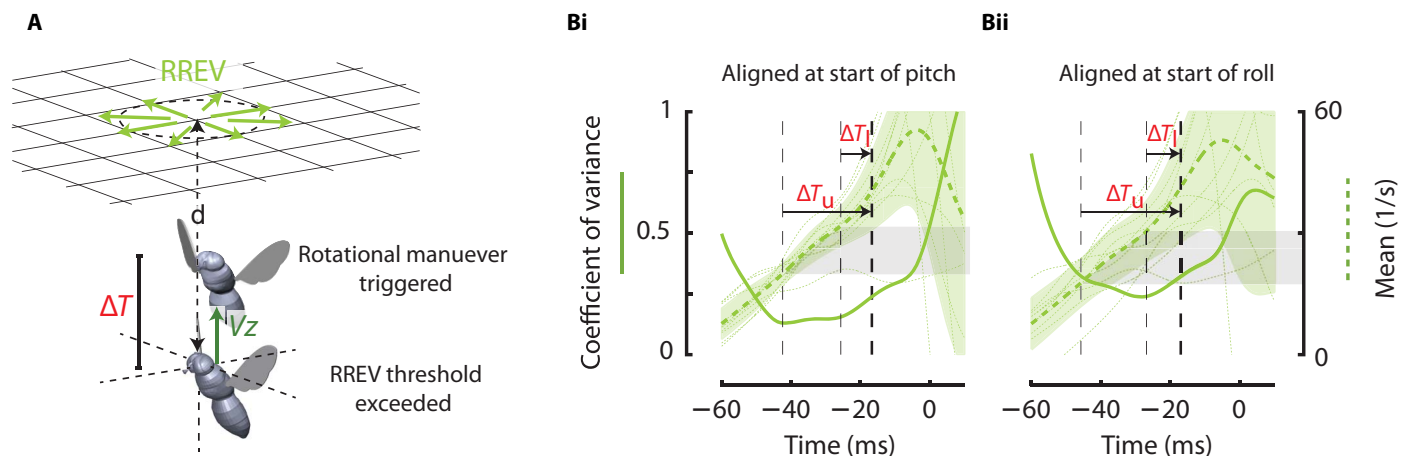 A
RREV
d
Rotational manuever
triggered
ΔT
Vz
RREV threshold
exceeded
Bi
Aligned at start of pitch
Coefficient of variance
1
0.5
0
ΔTl
ΔTu
−60 −40 −20 0
Time (ms)
Bii
Aligned at start of roll
ΔTl
ΔTu
60
0
Mean (1/s)
−60 −40 −20 0
Time (ms)